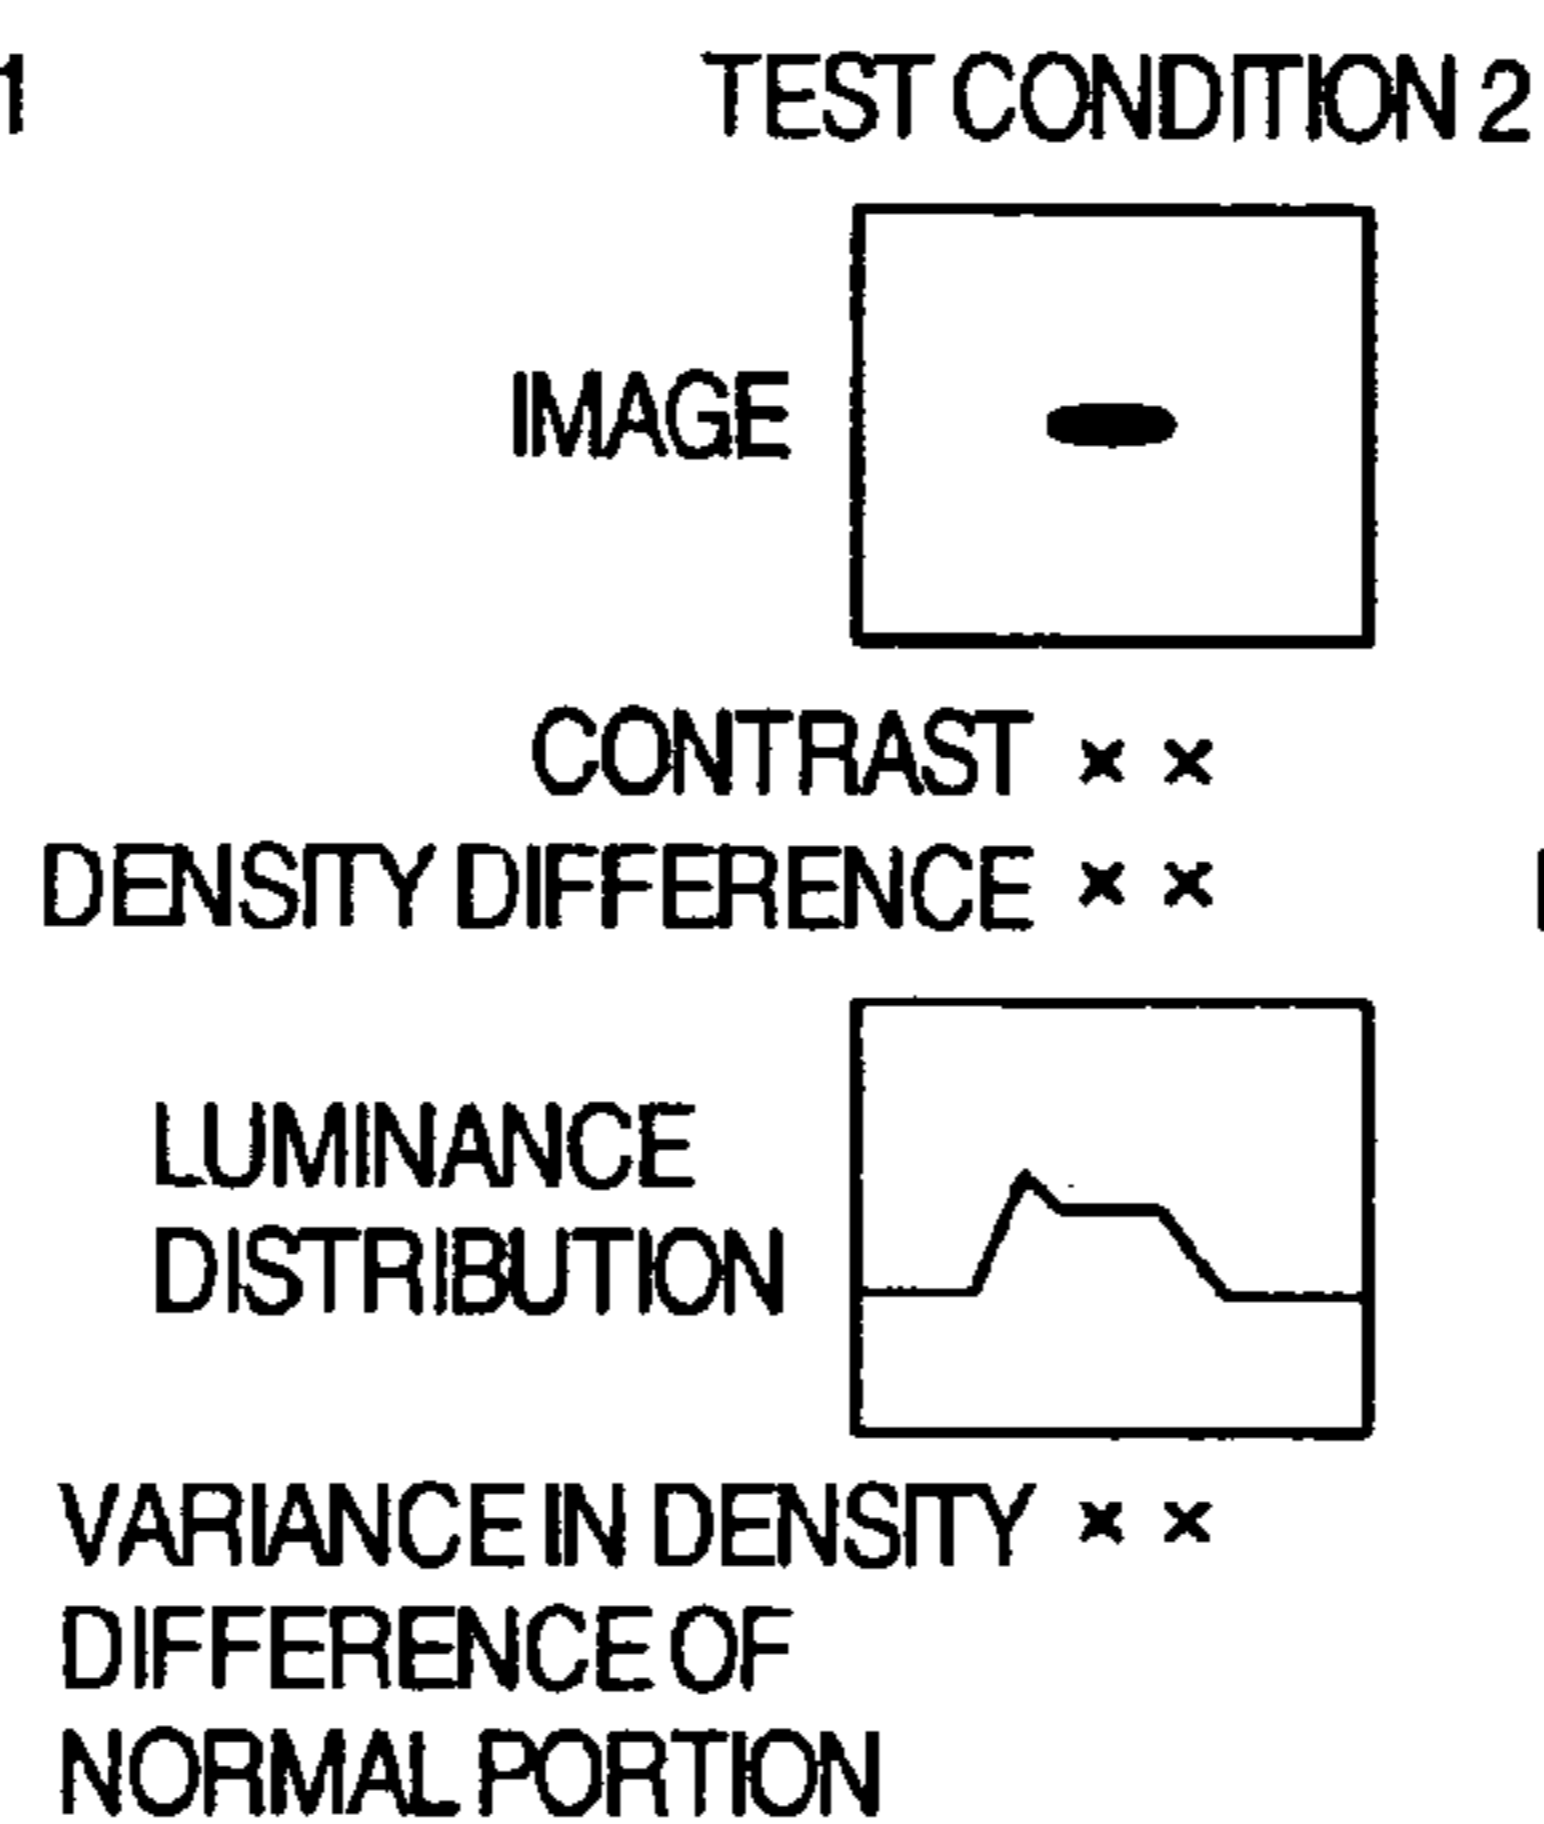 1
TEST CONDITION 2
IMAGE
CONTRAST × ×
DENSITY DIFFERENCE × ×
LUMINANCE
DISTRIBUTION
VARIANCE IN DENSITY × ×
DIFFERENCE OF
NORMAL PORTION